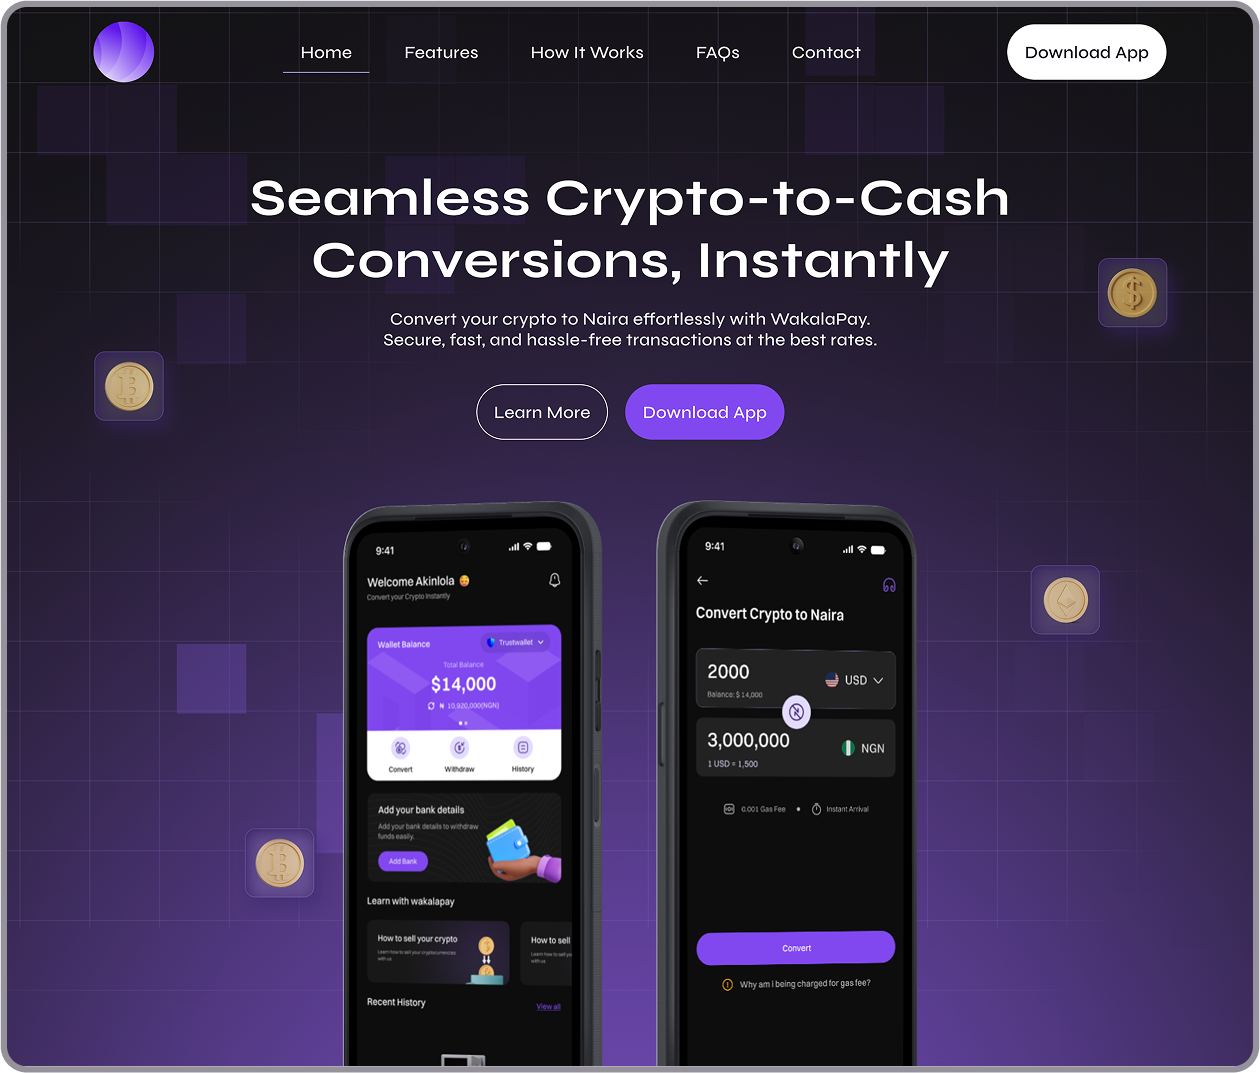 Home Features How It Works FAQs Contact Download App
Seamless Crypto-to-Cash
Conversions, Instantly
Convert your crypto to Naira effortlessly with WakalaPay.
Secure, fast, and hassle-free transactions at the best rates.
Learn More Download App
9:41
Welcome Akinlola
Convert your Crypto Instantly
Wallet Balance Trustwallet
Total Balance
$14,000
₦ 10,920,000(NGN)
Convert Withdraw History
Add your bank details
Add your bank details to withdraw
funds easily.
Add Bank
Learn with wakalapay
How to sell your crypto
Learn how to sell your cryptocurrencies
with us
How to sell
Learn how to sell yo
with us
Recent History View all
9:41
Convert Crypto to Naira
2000 USD
Balance: $ 14,000
3,000,000 NGN
1 USD = 1,500
0.001 Gas Fee • Instant Arrival
Convert
Why am i being charged for gas fee?